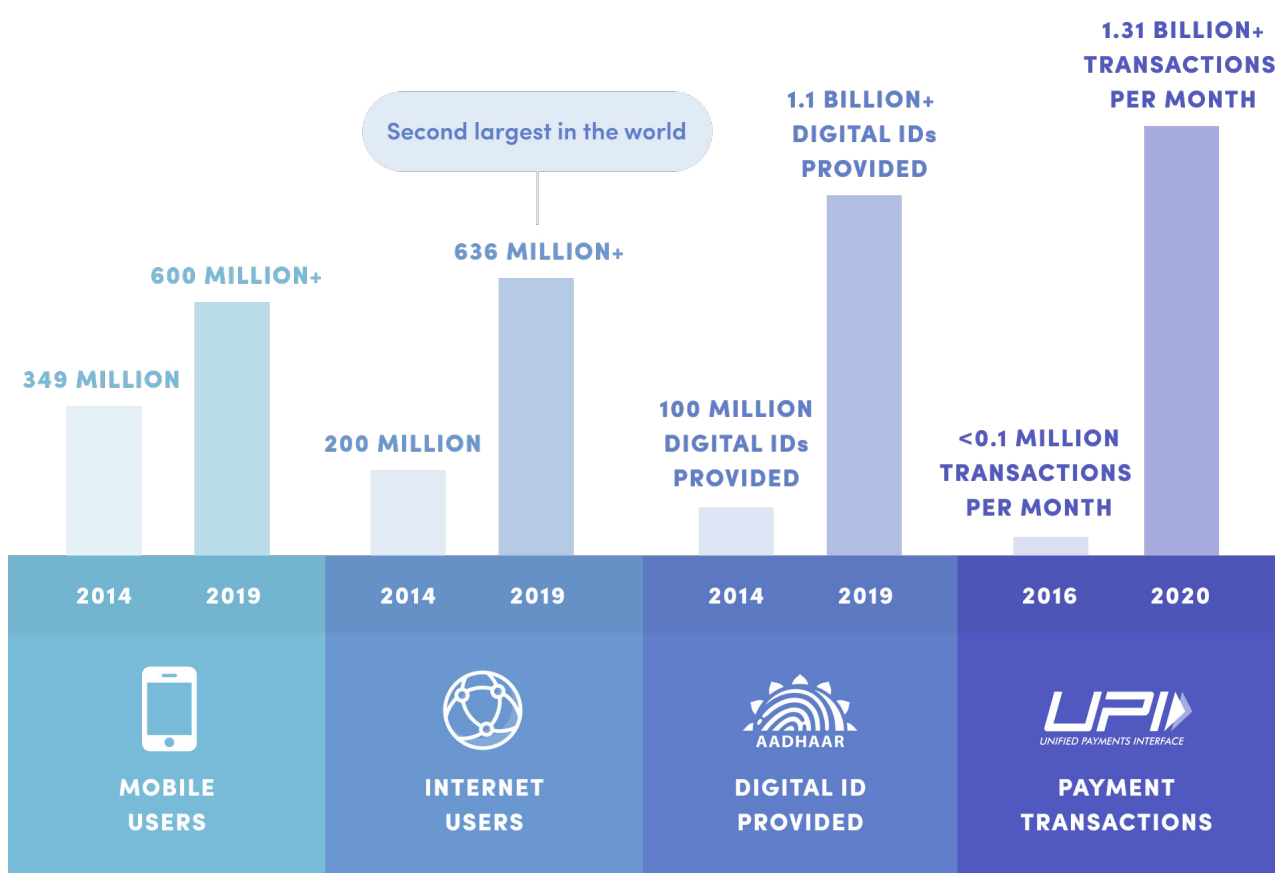 1.31 BILLION+
TRANSACTIONS
PER MONTH
1.1 BILLION+
DIGITAL IDs
PROVIDED
Second largest in the world
636 MILLION+
600 MILLION+
349 MILLION
200 MILLION
100 MILLION
DIGITAL IDs
PROVIDED
<0.1 MILLION
TRANSACTIONS
PER MONTH
2014 2019 2014 2019 2014 2019 2016 2020
AADHAAR
UPI
UNIFIED PAYMENTS INTERFACE
MOBILE
USERS
INTERNET
USERS
DIGITAL ID
PROVIDED
PAYMENT
TRANSACTIONS